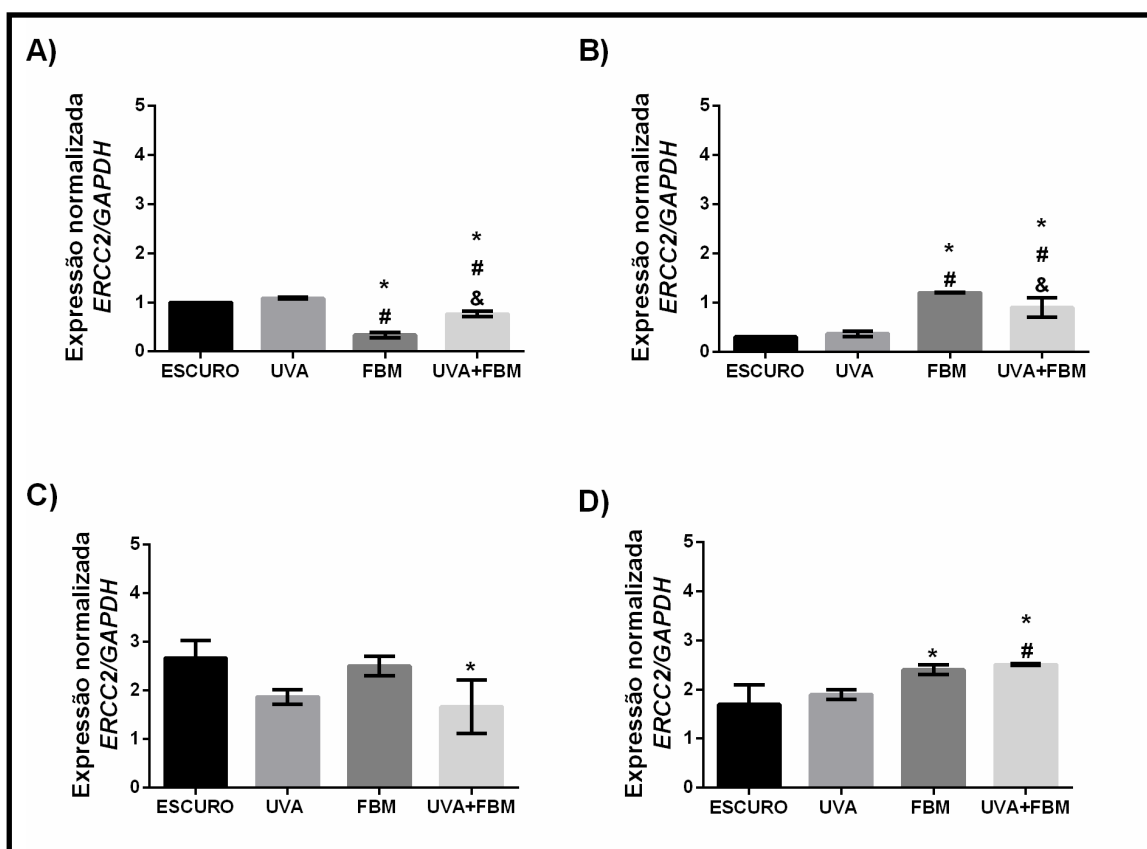 A)
Expressão normalizada
ERCC2/GAPDH
5
4
3
2
1
0
*
#
*
#
&
ESCURO UVA FBM UVA+FBM
B)
Expressão normalizada
ERCC2/GAPDH
5
4
3
2
1
0
*
#
*
#
&
ESCURO UVA FBM UVA+FBM
C)
Expressão normalizada
ERCC2/GAPDH
5
4
3
2
1
0
*
ESCURO UVA FBM UVA+FBM
D)
Expressão normalizada
ERCC2/GAPDH
5
4
3
2
1
0
*
*
#
ESCURO UVA FBM UVA+FBM